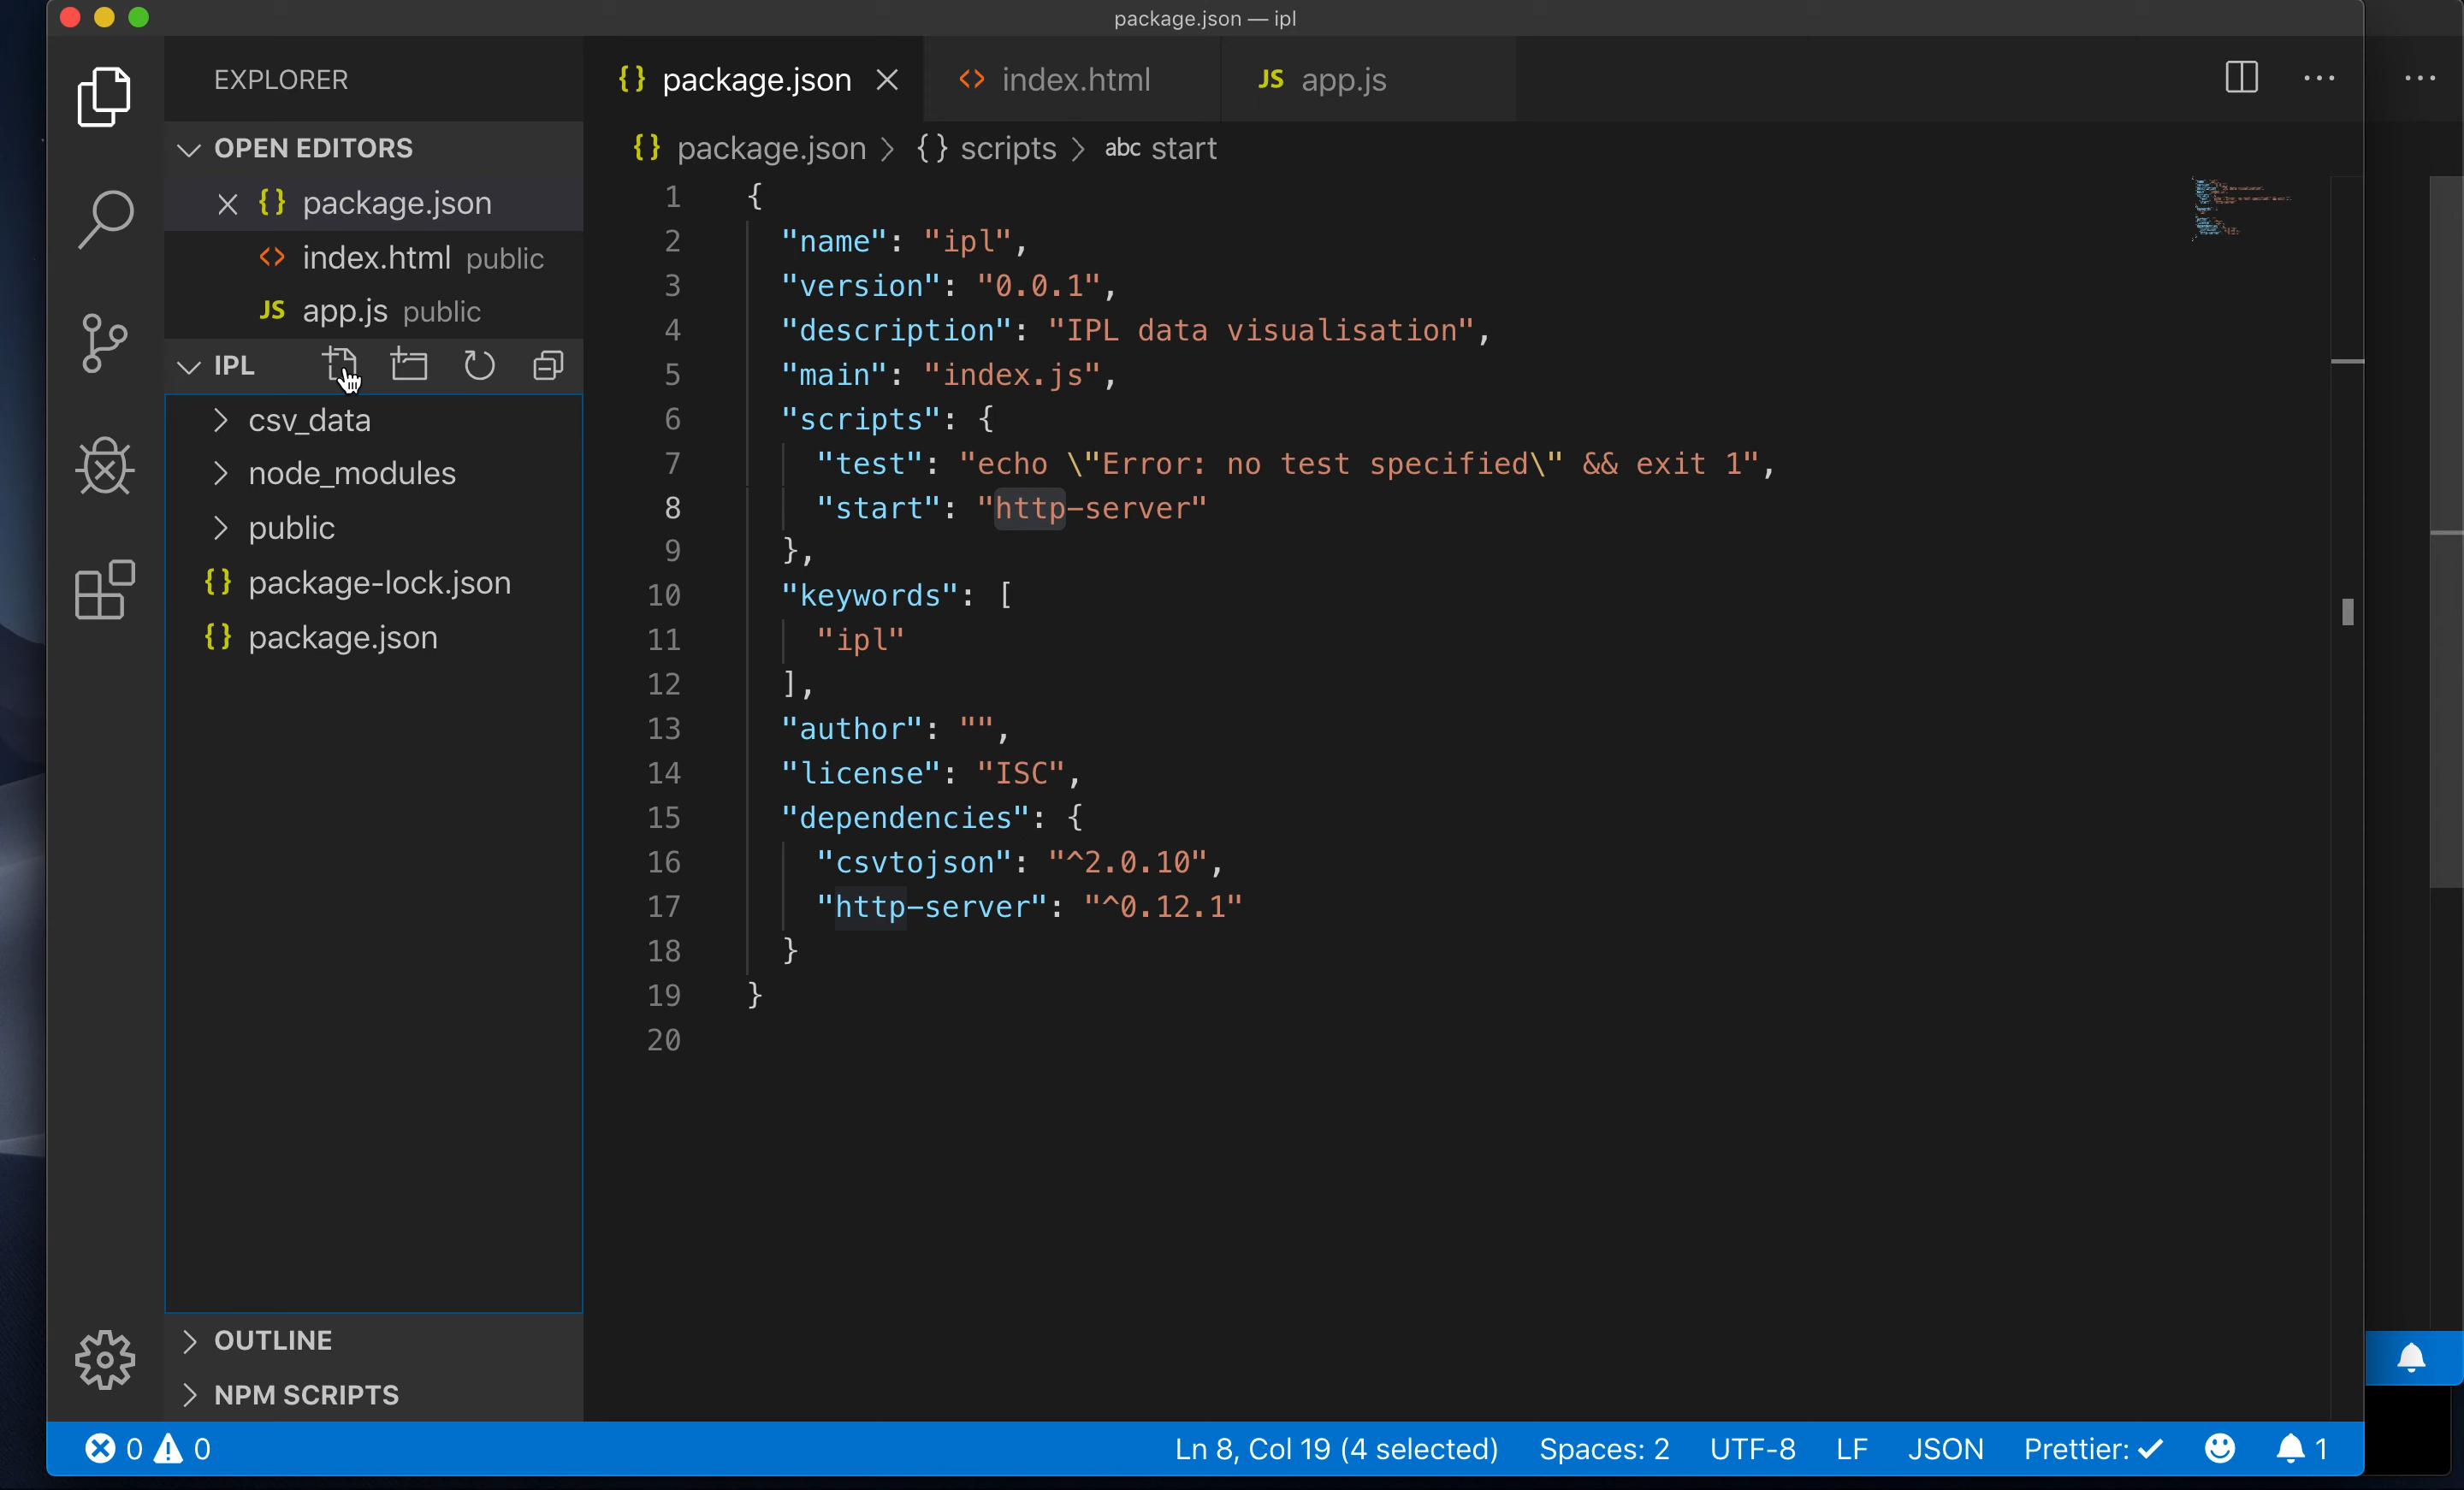 package.json — ipl
EXPLORER
OPEN EDITORS
package.json
index.html public
JS app.js public
IPL
csv_data
node_modules
public
{} package-lock.json
{} package.json
OUTLINE
NPM SCRIPTS
{} package.json
<> index.html
JS app.js
{} package.json > {} scripts > abc start
1 {
2 "name": "ipl",
3 "version": "0.0.1",
4 "description": "IPL data visualisation",
5 "main": "index.js",
6 "scripts": {
7 "test": "echo \"Error: no test specified\" && exit 1",
8 "start": "http-server"
9 },
10 "keywords": [
11 "ipl"
12 ],
13 "author": "",
14 "license": "ISC",
15 "dependencies": {
16 "csvtojson": "^2.0.10",
17 "http-server": "^0.12.1"
18 }
19 }
20
0 0
Ln 8, Col 19 (4 selected) Spaces: 2 UTF-8 LF JSON Prettier: ✓ 1